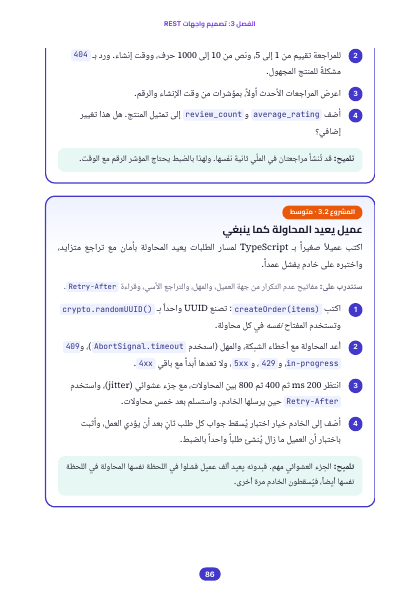 الفصل 3: تصميم واجهات REST
2 للمراجعة تقييم من 1 إلى 5، ونص من 10 إلى 1000 حرف، ووقت إنشاء. ورد بـ 404
مشكلةً للمنتج المجهول.
3 اعرض المراجعات الأحدث أولاً، بمؤشرات من وقت الإنشاء والرقم.
4 أضف average_rating و review_count إلى تمثيل المنتج. هل هذا تغيير
إضافي؟
تلميح: قد تُنشأ مراجعتان في الملّي ثانية نفسها، ولهذا بالضبط يحتاج المؤشر الرقم مع الوقت.
المشروع 3.2 · متوسط
عميل يعيد المحاولة كما ينبغي
اكتب عميلاً صغيراً بـ TypeScript لمسار الطلبات يعيد المحاولة بأمان مع تراجع متزايد،
واختبره على خادم يفشل عمداً.
ستتدرب على: مفاتيح عدم التكرار من جهة العميل، والمهل، والتراجع الأسي، وقراءة Retry-After .
1 اكتب createOrder(items) : تصنع UUID واحداً بـ crypto.randomUUID()
وتستخدم المفتاح نفسه في كل محاولة.
2 أعد المحاولة مع أخطاء الشبكة، والمهل (استخدم AbortSignal.timeout )، و409
in-progress، و 429 ، و 5xx ، ولا تعدها أبداً مع باقي 4xx .
3 انتظر 200 ms ثم 400 ثم 800 بين المحاولات، مع جزء عشوائي (jitter)، واستخدم
Retry-After حين يرسلها الخادم. واستسلم بعد خمس محاولات.
4 أضف إلى الخادم خيار اختبار يُسقط جواب كل طلب ثانٍ بعد أن يؤدي العمل، وأثبت
باختبار أن العميل ما زال يُنشئ طلباً واحداً بالضبط.
تلميح: الجزء العشوائي مهم. فبدونه يعيد ألف عميل فشلوا في اللحظة نفسها المحاولة في اللحظة
نفسها أيضاً، فيُسقطون الخادم مرة أخرى.
86